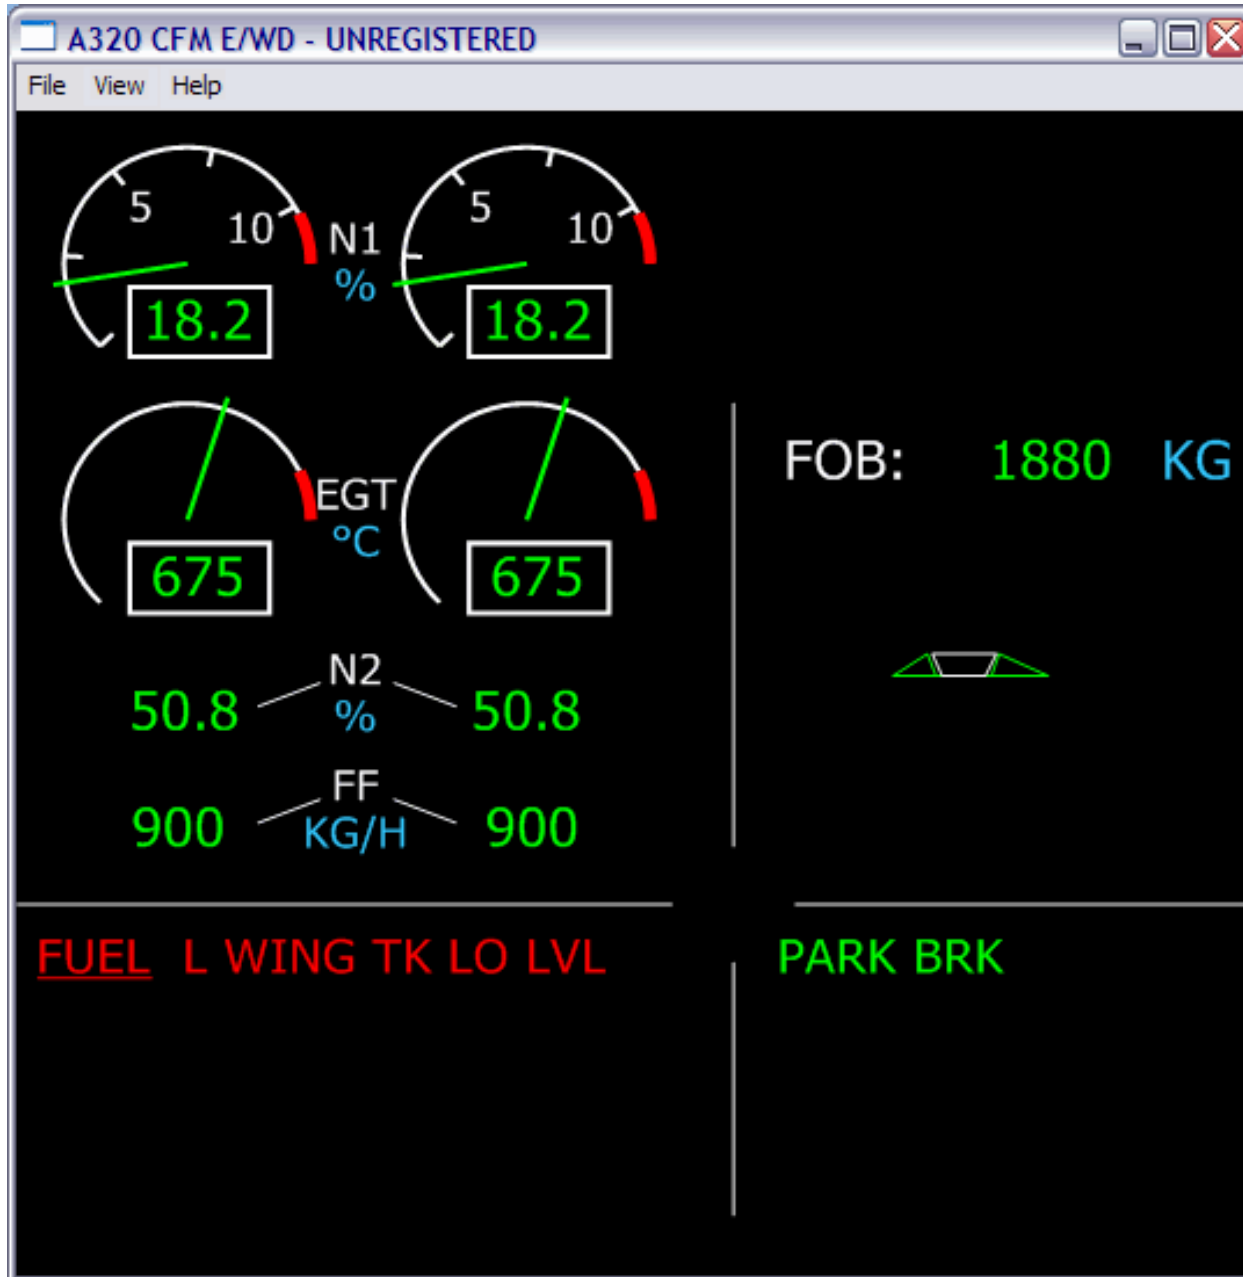 A320 CFM E/WD - UNREGISTERED
File View Help
5 10 N1 5 10
%
18.2 18.2
EGT
°C
675 675
FOB: 1880 KG
N2
50.8 % 50.8
FF
900 KG/H 900
FUEL L WING TK LO LVL
PARK BRK